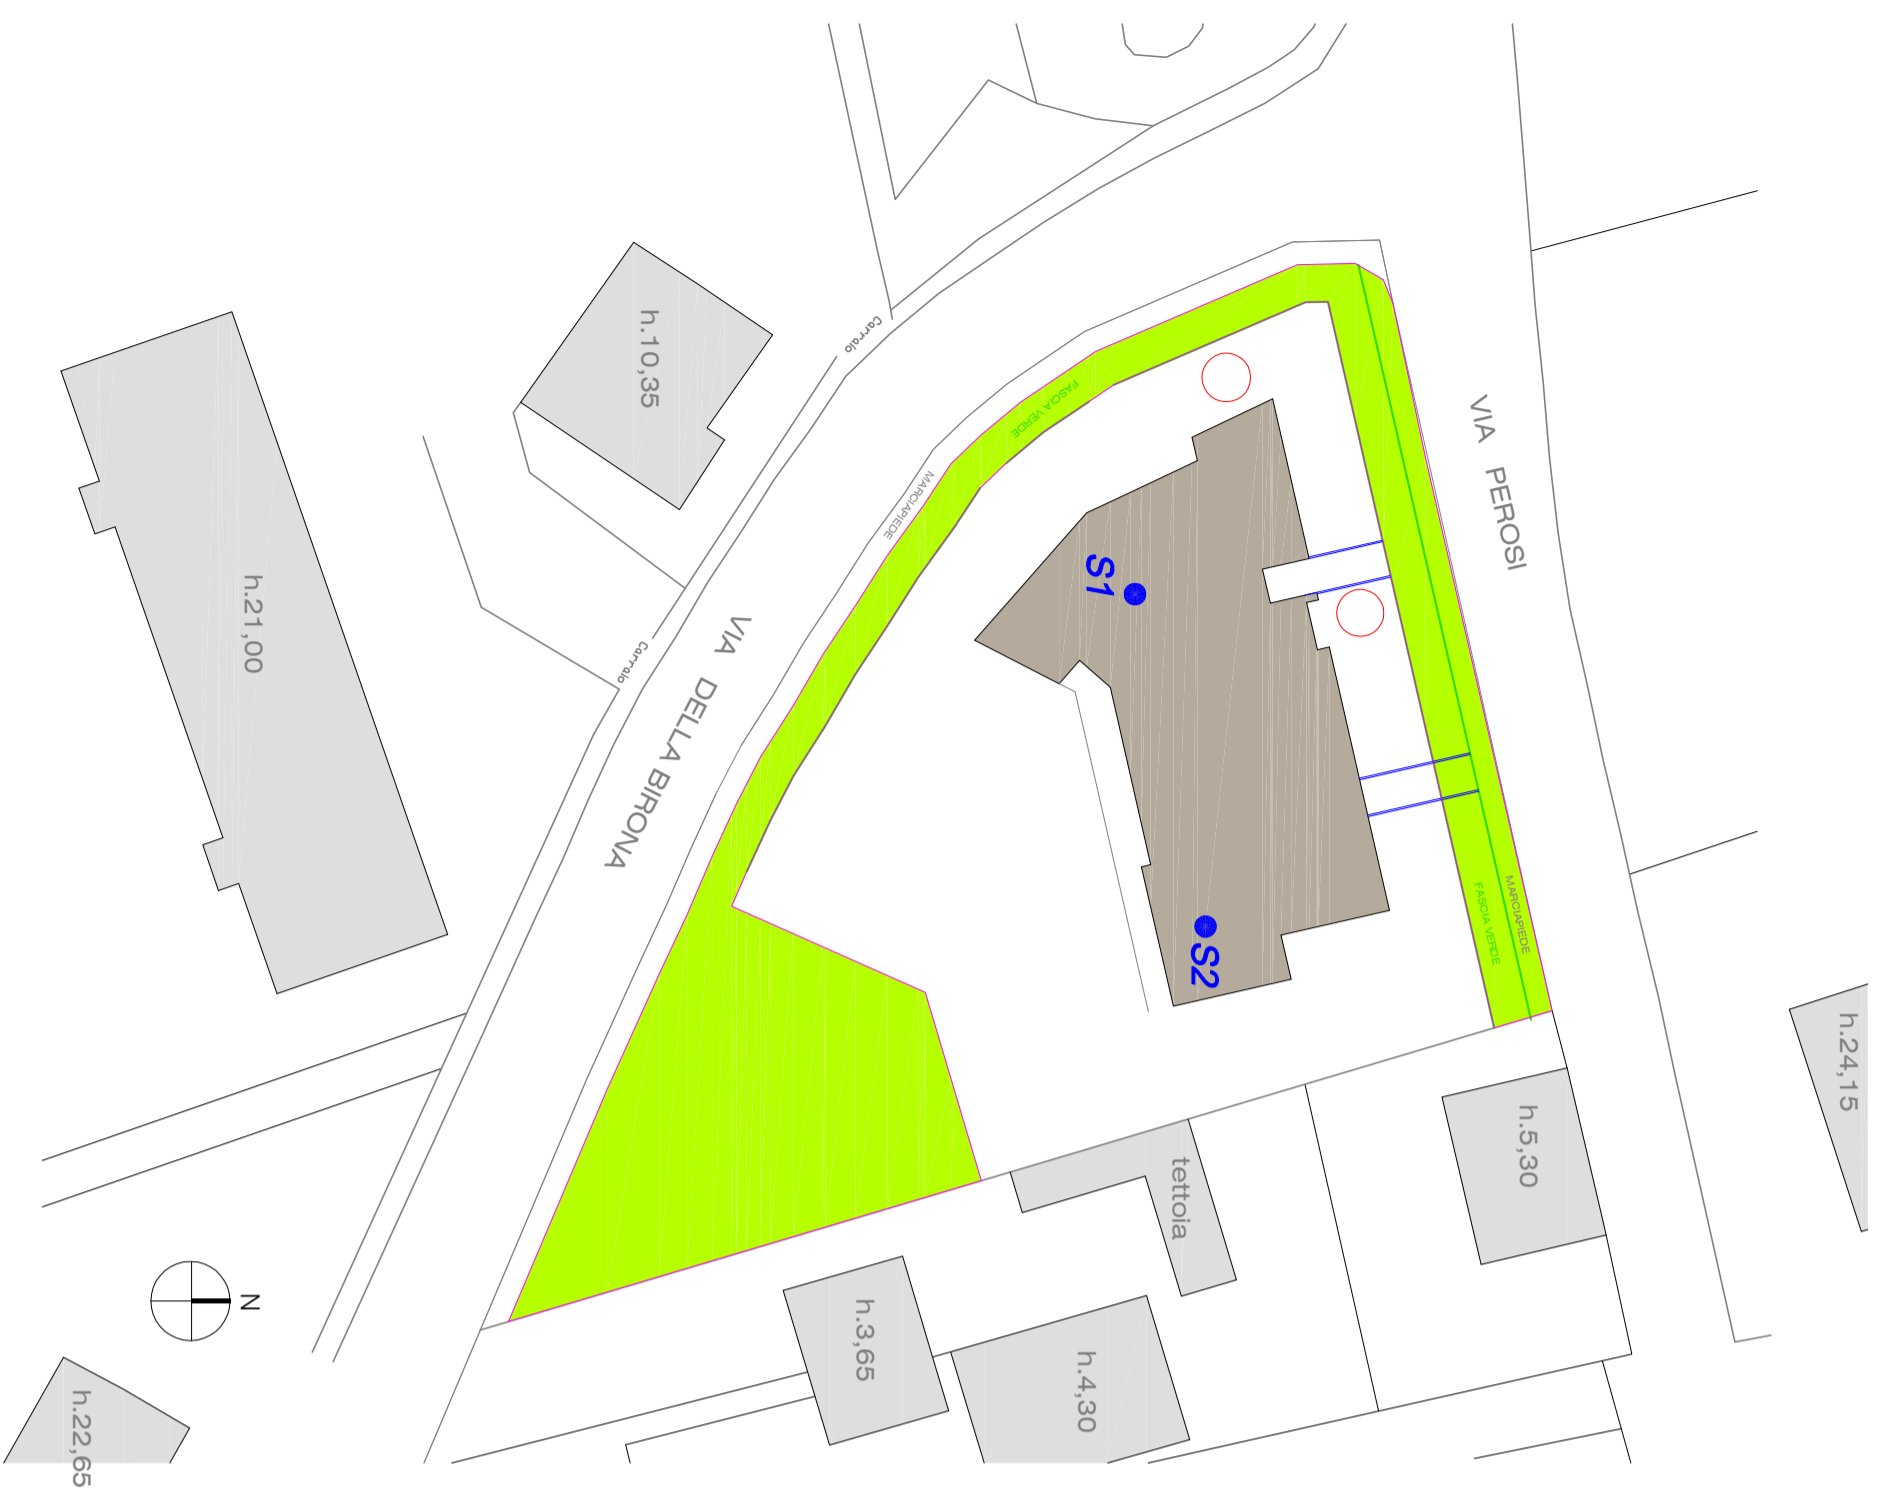 h.10,35
Carraio
VIA PEROSI
FASCIA VERDE
MARCIAPIEDE
S1
h.21,00
Carraio
VIA DELLA BIRONA
MARCIAPIEDE
FASCIA VERDE
S2
h.24,15
h.5,30
tettoia
N
h.3,65
h.4,30
h.22,65